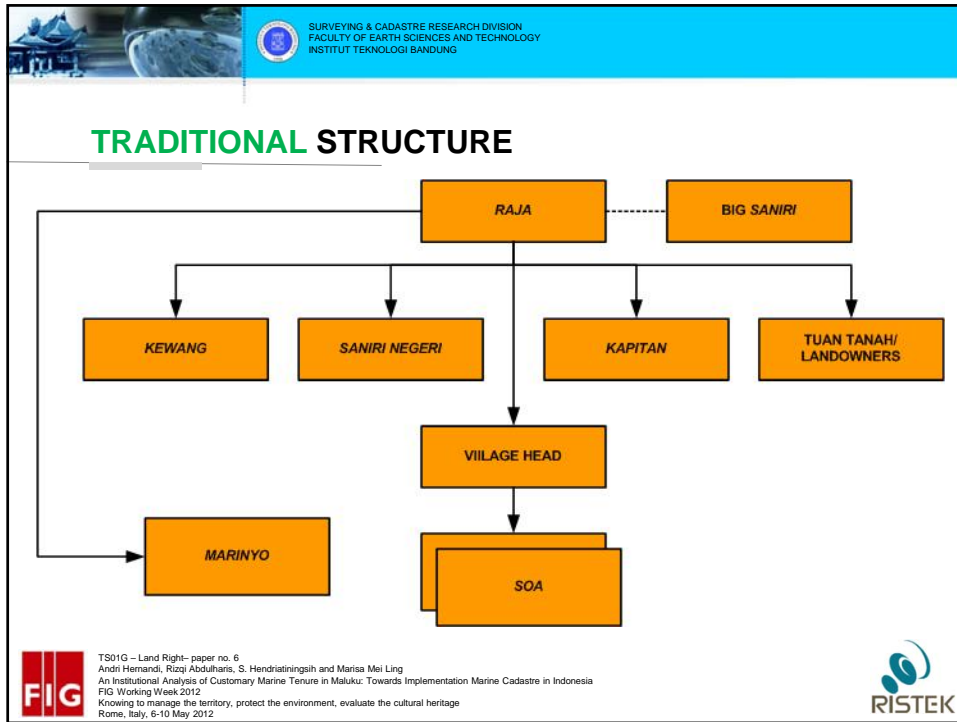 SURVEYING & CADASTRE RESEARCH DIVISION
FACULTY OF EARTH SCIENCES AND TECHNOLOGY
INSTITUT TEKNOLOGI BANDUNG
TRADITIONAL STRUCTURE
RAJA
BIG SANIRI
KEWANG
SANIRI NEGERI
KAPITAN
TUAN TANAH/
LANDOWNERS
VIILAGE HEAD
MARINYO
SOA
FIG
TS01G – Land Right– paper no. 6
Andri Hernandi, Rizqi Abdulharis, S. Hendriatiningsih and Marisa Mei Ling
An Institutional Analysis of Customary Marine Tenure in Maluku: Towards Implementation Marine Cadastre in Indonesia
FIG Working Week 2012
Knowing to manage the territory, protect the environment, evaluate the cultural heritage
Rome, Italy, 6-10 May 2012
RISTEK